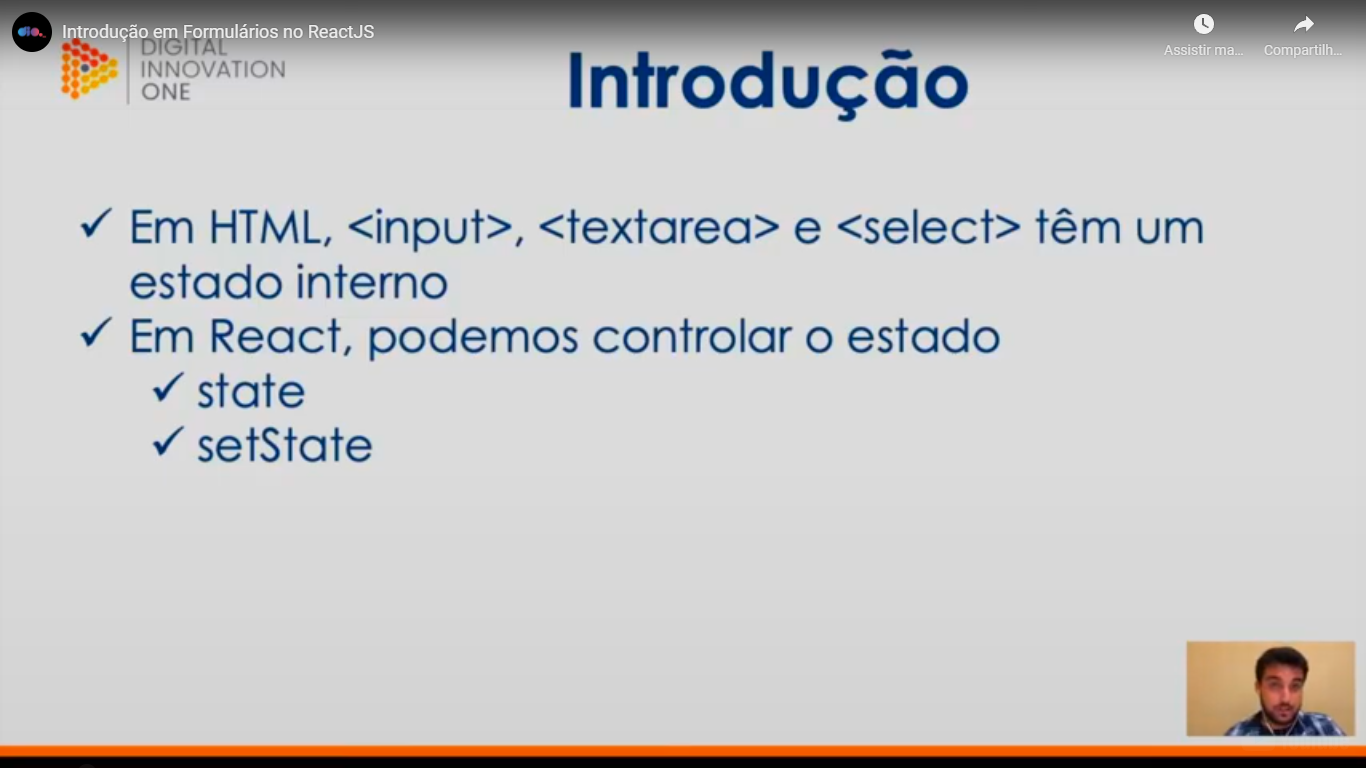 Introdução em Formulários no ReactJS
Assistir ma...
Compartilh...
DIGITAL
INNOVATION
ONE
Introdução
Em HTML, <input>, <textarea> e <select> têm um
estado interno
Em React, podemos controlar o estado
state
setState